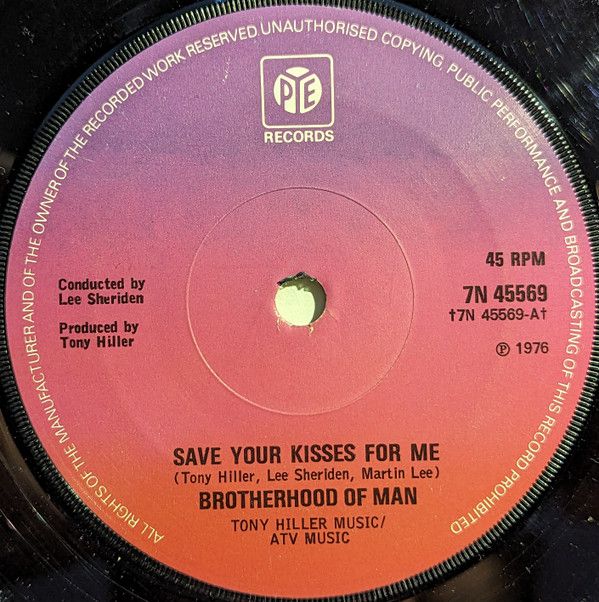 ALL RIGHTS OF THE MANUFACTURER AND OF THE OWNER OF THE RECORDED WORK RESERVED. UNAUTHORISED COPYING, PUBLIC PERFORMANCE AND BROADCASTING OF THIS RECORD PROHIBITED
PYE
RECORDS
45 RPM
7N 45569
†7N 45569-A†
℗ 1976
Conducted by
Lee Sheriden
Produced by
Tony Hiller
SAVE YOUR KISSES FOR ME
(Tony Hiller, Lee Sheriden, Martin Lee)
BROTHERHOOD OF MAN
TONY HILLER MUSIC/
ATV MUSIC